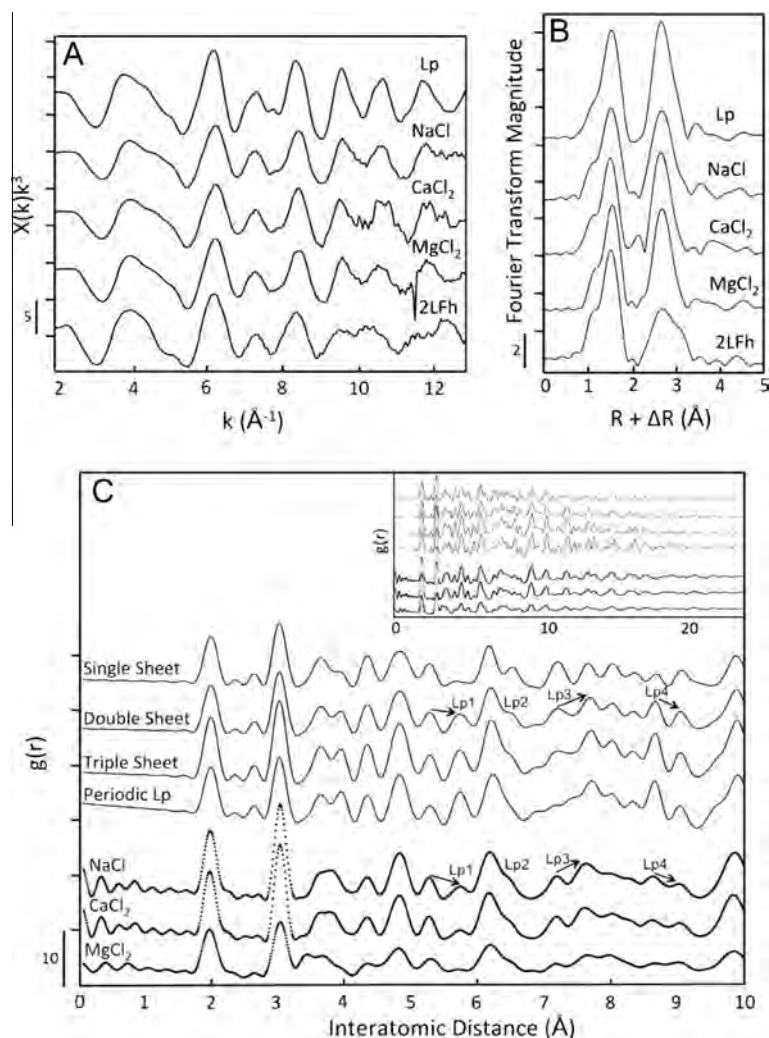 A
Lp
NaCl
CaCl₂
MgCl₂
2LFh
X(k)k³
5
2 4 6 8 10 12
k (Å⁻¹)
B
Lp
NaCl
CaCl₂
MgCl₂
2LFh
Fourier Transform Magnitude
2
0 1 2 3 4 5
R + ΔR (Å)
C
g(r)
0 10 20
Single Sheet
Double Sheet
Triple Sheet
Periodic Lp
Lp1 Lp2 Lp3 Lp4
NaCl
CaCl₂
MgCl₂
Lp1 Lp2 Lp3 Lp4
g(r)
10
0 1 2 3 4 5 6 7 8 9 10
Interatomic Distance (Å)